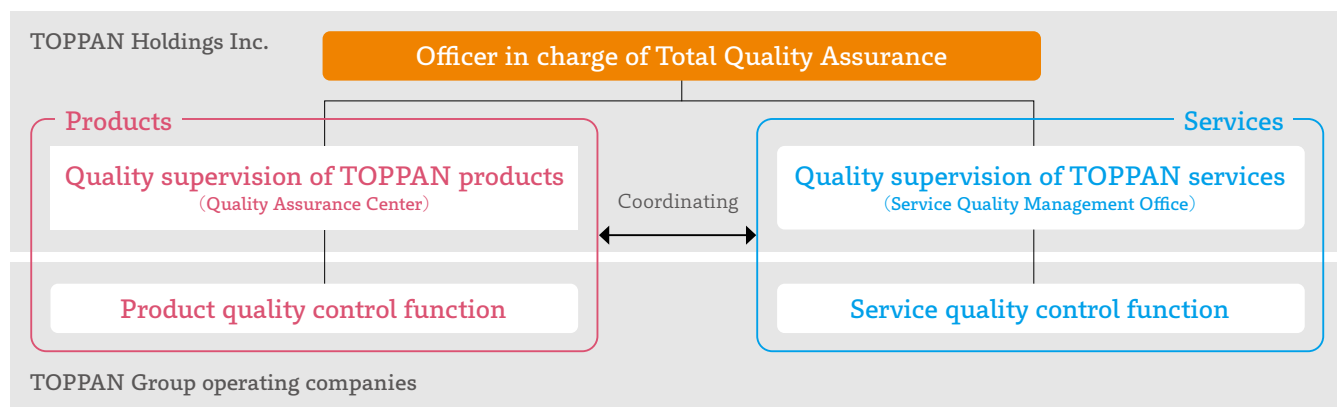 TOPPAN Holdings Inc.
Officer in charge of Total Quality Assurance
Products
Services
Quality supervision of TOPPAN products
（Quality Assurance Center）
Coordinating
Quality supervision of TOPPAN services
（Service Quality Management Office）
Product quality control function
Service quality control function
TOPPAN Group operating companies